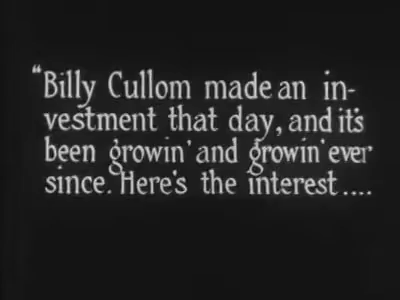 “Billy Cullom made an in-
vestment that day, and it's
been growin' and growin' ever
since. Here's the interest....